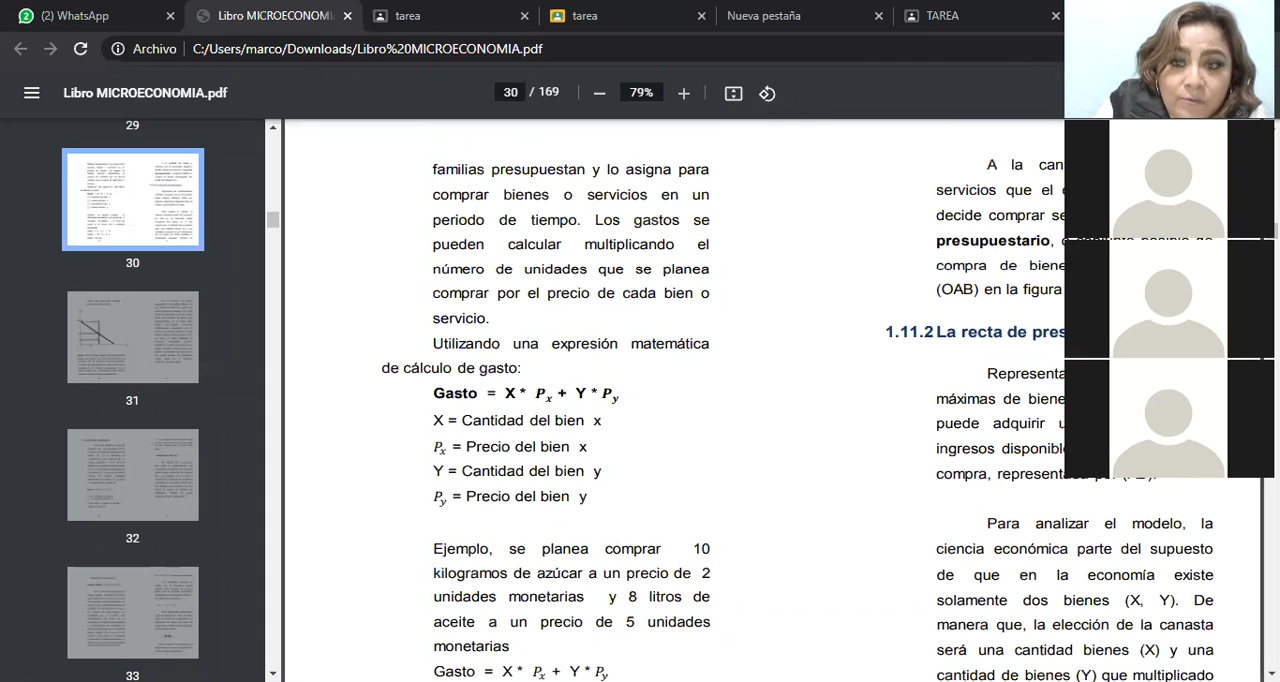 (2) WhatsApp
Libro MICROECONOMI
tarea
tarea
Nueva pestaña
TAREA
Archivo
C:/Users/marco/Downloads/Libro%20MICROECONOMIA.pdf
Libro MICROECONOMIA.pdf
30 / 169
79%
29
30
31
32
33
familias presupuestan y lo asigna para
comprar bienes o servicios en un
periodo de tiempo. Los gastos se
pueden calcular multiplicando el
número de unidades que se planea
comprar por el precio de cada bien o
servicio.
Utilizando una expresión matemática
de cálculo de gasto:
Gasto = X * Px + Y * Py
X = Cantidad del bien x
Px = Precio del bien x
Y = Cantidad del bien y
Py = Precio del bien y
Ejemplo, se planea comprar 10
kilogramos de azúcar a un precio de 2
unidades monetarias y 8 litros de
leche a un precio de 5 unidades
monetarias
Gasto = X * Px + Y * Py
A la
servicios que el
decide comprar
presupuestario,
compra de
(OAB) en la figura
1.11.2 La recta de
Representa
máximas de
puede adquirir
ingreso
compra,
Para analizar el modelo, la
ciencia económica parte del supuesto
de que en la economía existe
solamente dos bienes (X, Y). De
manera que, la elección de la canasta
será una cantidad bienes (X) y una
cantidad de bienes (Y) que multiplicado